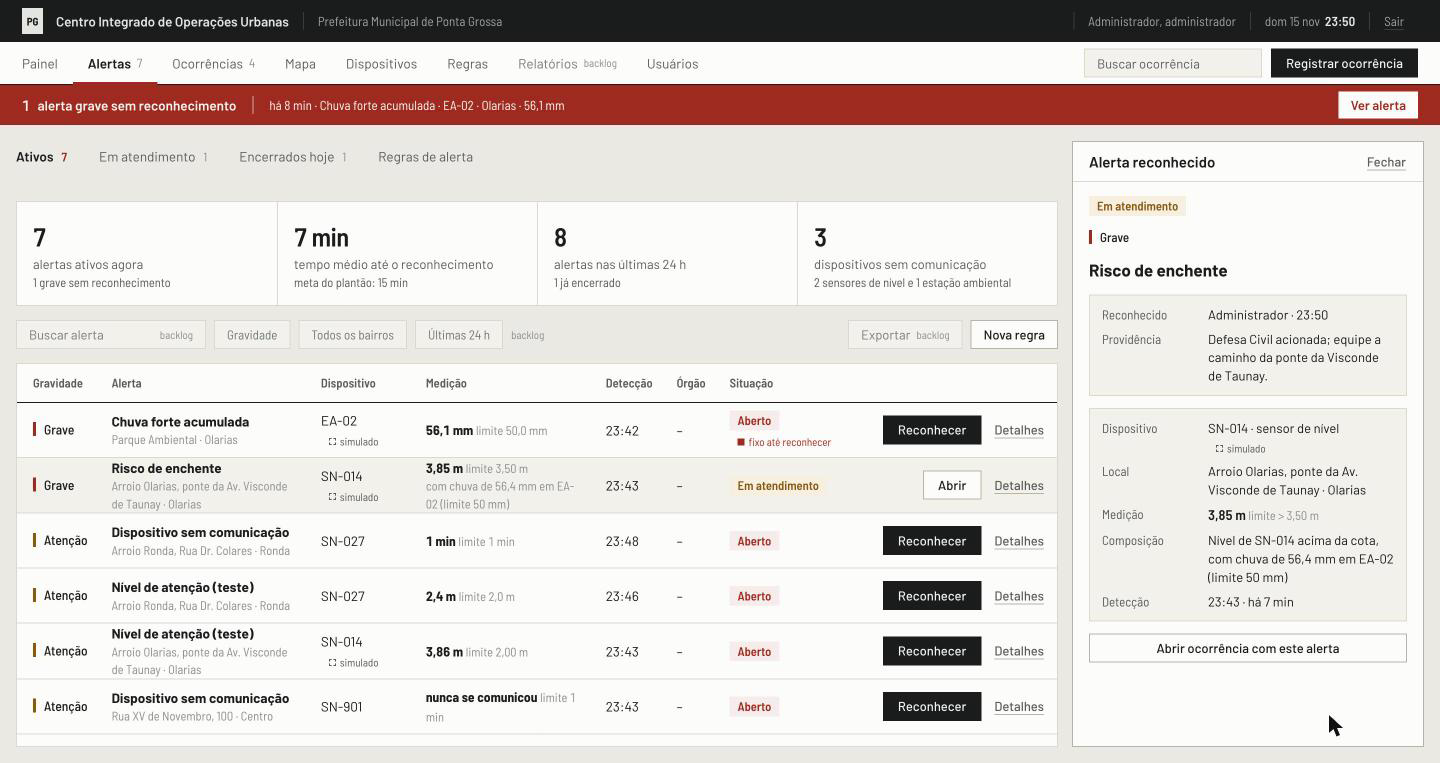 PG Centro Integrado de Operações Urbanas Prefeitura Municipal de Ponta Grossa Administrador, administrador dom 15 nov 23:50 Sair
Painel Alertas 7 Ocorrências 4 Mapa Dispositivos Regras Relatórios backlog Usuários Buscar ocorrência Registrar ocorrência
1 alerta grave sem reconhecimento há 8 min · Chuva forte acumulada · EA-02 · Olarias · 56,1 mm Ver alerta
Ativos 7 Em atendimento 1 Encerrados hoje 1 Regras de alerta
7
alertas ativos agora
1 grave sem reconhecimento
7 min
tempo médio até o reconhecimento
meta do plantão: 15 min
8
alertas nas últimas 24 h
1 já encerrado
3
dispositivos sem comunicação
2 sensores de nível e 1 estação ambiental
Buscar alerta backlog Gravidade Todos os bairros Últimas 24 h backlog Exportar backlog Nova regra
Gravidade Alerta Dispositivo Medição Detecção Órgão Situação
Grave
Chuva forte acumulada
Parque Ambiental · Olarias
EA-02
simulado
56,1 mm limite 50,0 mm
23:42
–
Aberto
fixo até reconhecer
Reconhecer Detalhes
Grave
Risco de enchente
Arroio Olarias, ponte da Av. Visconde
de Taunay · Olarias
SN-014
simulado
3,85 m limite 3,50 m
com chuva de 56,4 mm em EA-
02 (limite 50 mm)
23:43
–
Em atendimento
Abrir Detalhes
Atenção
Dispositivo sem comunicação
Arroio Ronda, Rua Dr. Colares · Ronda
SN-027
1 min limite 1 min
23:48
–
Aberto
Reconhecer Detalhes
Atenção
Nível de atenção (teste)
Arroio Ronda, Rua Dr. Colares · Ronda
SN-027
2,4 m limite 2,0 m
23:46
–
Aberto
Reconhecer Detalhes
Atenção
Nível de atenção (teste)
Arroio Olarias, ponte da Av. Visconde
de Taunay · Olarias
SN-014
simulado
3,86 m limite 2,00 m
23:43
–
Aberto
Reconhecer Detalhes
Atenção
Dispositivo sem comunicação
Rua XV de Novembro, 100 · Centro
SN-901
nunca se comunicou limite 1
min
23:43
–
Aberto
Reconhecer Detalhes
Alerta reconhecido Fechar
Em atendimento
Grave
Risco de enchente
Reconhecido Administrador · 23:50
Providência Defesa Civil acionada; equipe a
caminho da ponte da Visconde
de Taunay.
Dispositivo SN-014 · sensor de nível
simulado
Local Arroio Olarias, ponte da Av.
Visconde de Taunay · Olarias
Medição 3,85 m limite > 3,50 m
Composição Nível de SN-014 acima da cota,
com chuva de 56,4 mm em EA-02
(limite 50 mm)
Detecção 23:43 · há 7 min
Abrir ocorrência com este alerta